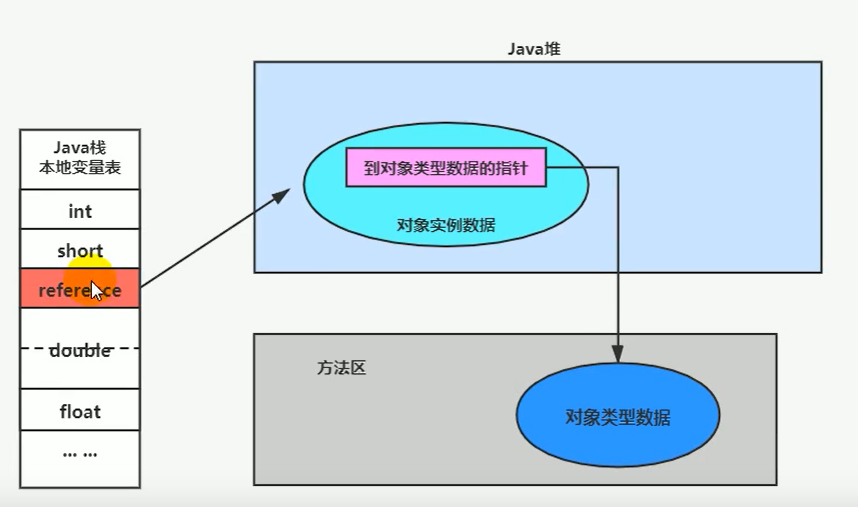 Java堆
Java栈
本地变量表
int
short
reference
double
float
... ...
到对象类型数据的指针
对象实例数据
方法区
对象类型数据